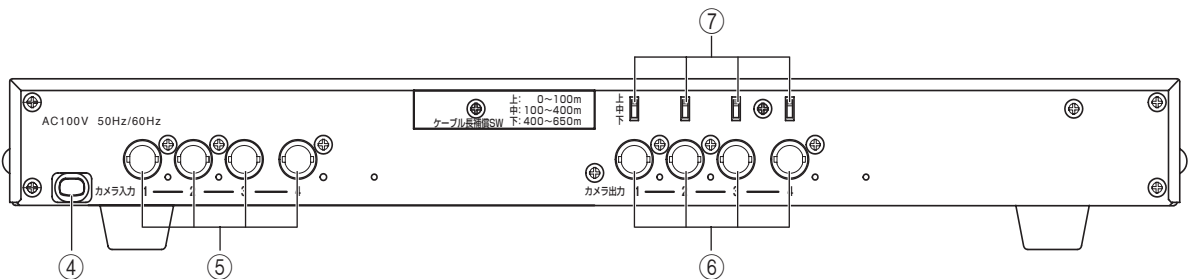 ⑦
上: 0~100m
中:100~400m
ケーブル長補償SW 下:400~650m
上
中
下
AC100V 50Hz/60Hz
カメラ入力 1 2 3 4
カメラ出力 1 2 3 4
④ ⑤ ⑥